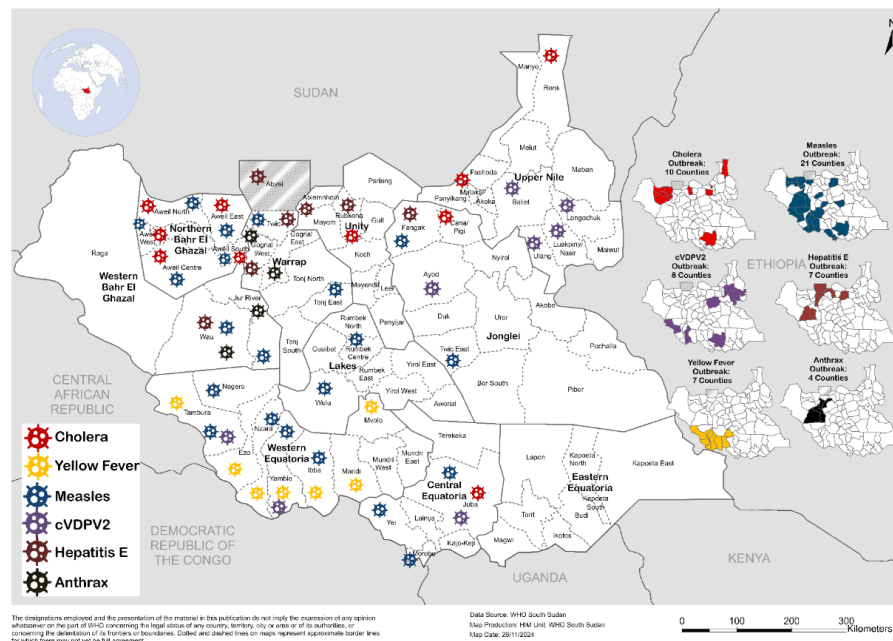 N
SUDAN
Manyo
Renk
Melut
Maban
Fashoda
Upper Nile
Panyikang
Malakal
Akoka
Baliet
Longochuk
Canal
Pigi
Luakpiny/
Nasir
Maiwut
Ulang
Nyirol
Abyei
Abiemnhom
Pariang
Mayom
Rubkona
Unity
Guit
Fangak
Koch
Mayendit
Leer
Panyijiar
Aweil North
Aweil East
Northern
Bahr El
Ghazal
Aweil South
Aweil Centre
Raga
Western
Bahr El
Ghazal
Twic
Gogrial
East
Gogrial
West
Warrap
Tonj North
Tonj East
Tonj
South
Jur River
Wau
Ayod
Duk
Uror
Akobo
Jonglei
Pochalla
Twic East
Bor South
Pibor
Rumbek
North
Cueibet
Rumbek
Centre
Lakes
Rumbek
East
Yirol East
Yirol West
Awerial
Wulu
CENTRAL
AFRICAN
REPUBLIC
Nagero
Tambura
Nzara
Ezo
Western
Equatoria
Ibba
Yambio
Maridi
Mvolo
Mundri
West
Mundri
East
Terekeka
Central
Equatoria
Juba
Lainya
Yei
Morobo
Kajo-Keji
Lapon
Kapoeta
North
Kapoeta East
Eastern
Equatoria
Kapoeta
South
Torit
Budi
Ikotos
Magwi
DEMOCRATIC
REPUBLIC OF
THE CONGO
UGANDA
KENYA
ETHIOPIA
Cholera
Outbreak:
10 Counties
Measles
Outbreak:
21 Counties
cVDPV2
Outbreak:
8 Counties
Hepatitis E
Outbreak:
7 Counties
Yellow Fever
Outbreak:
7 Counties
Anthrax
Outbreak:
4 Counties
Cholera
Yellow Fever
Measles
cVDPV2
Hepatitis E
Anthrax
The designations employed and the presentation of the material in this publication do not imply the expression of any opinion
whatsoever on the part of WHO concerning the legal status of any country, territory, city or area or of its authorities, or
concerning the delimitation of its frontiers or boundaries. Dotted and dashed lines on maps represent approximate border lines
for which there may not yet be full agreement.
Data Source: WHO South Sudan
Map Production: HIM Unit, WHO South Sudan
Map Date: 26/11/2024
0 100 200 300
Kilometers